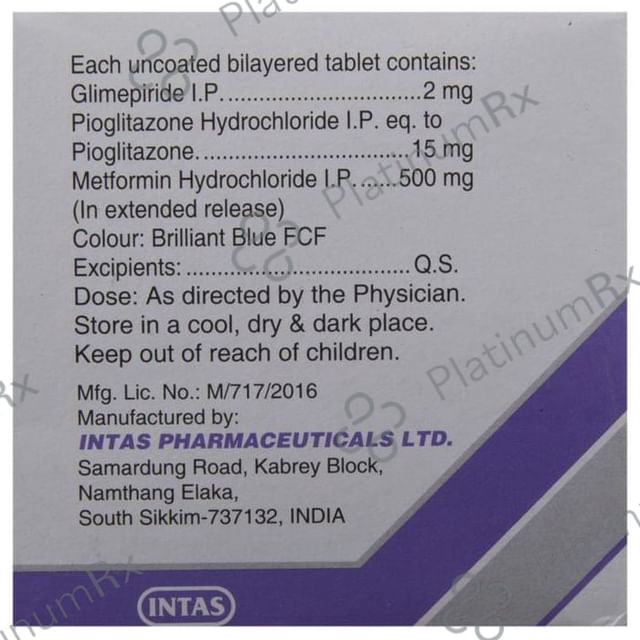 Each uncoated bilayered tablet contains:
Glimepiride I.P..............................2 mg
Pioglitazone Hydrochloride I.P. eq. to
Pioglitazone.................................15 mg
Metformin Hydrochloride I.P.......500 mg
(In extended release)
Colour: Brilliant Blue FCF
Excipients:................................... Q.S.
Dose: As directed by the Physician.
Store in a cool, dry & dark place.
Keep out of reach of children.
Mfg. Lic. No.: M/717/2016
Manufactured by:
INTAS PHARMACEUTICALS LTD.
Samardung Road, Kabrey Block,
Namthang Elaka,
South Sikkim-737132, INDIA
INTAS
PlatinumRx
PlatinumRx